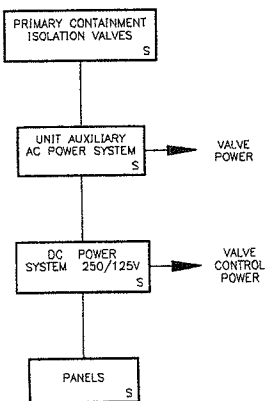 PRIMARY CONTAINMENT
ISOLATION VALVES
S
UNIT AUXILIARY
AC POWER SYSTEM
S
VALVE
POWER
DC POWER
SYSTEM 250/125V
S
VALVE
CONTROL
POWER
PANELS
S